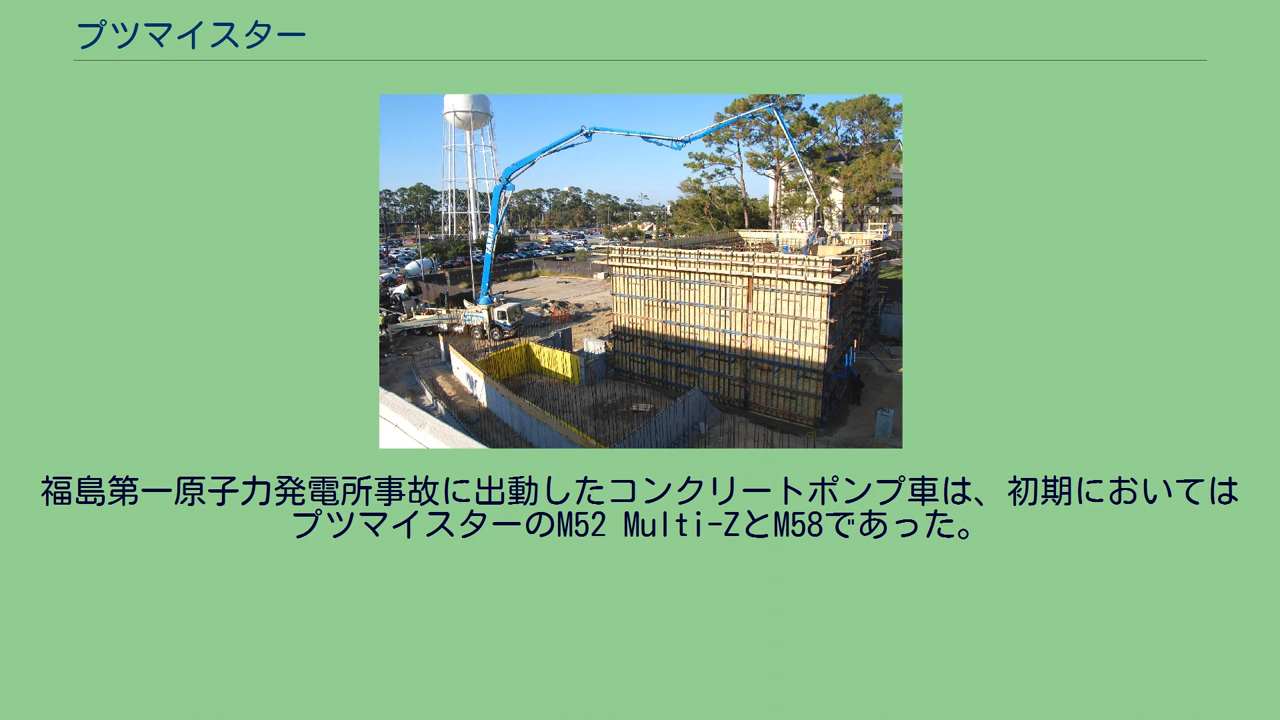 プツマイスター
福島第一原子力発電所事故に出動したコンクリートポンプ車は、初期においては
プツマイスターのM52 Multi-ZとM58であった。